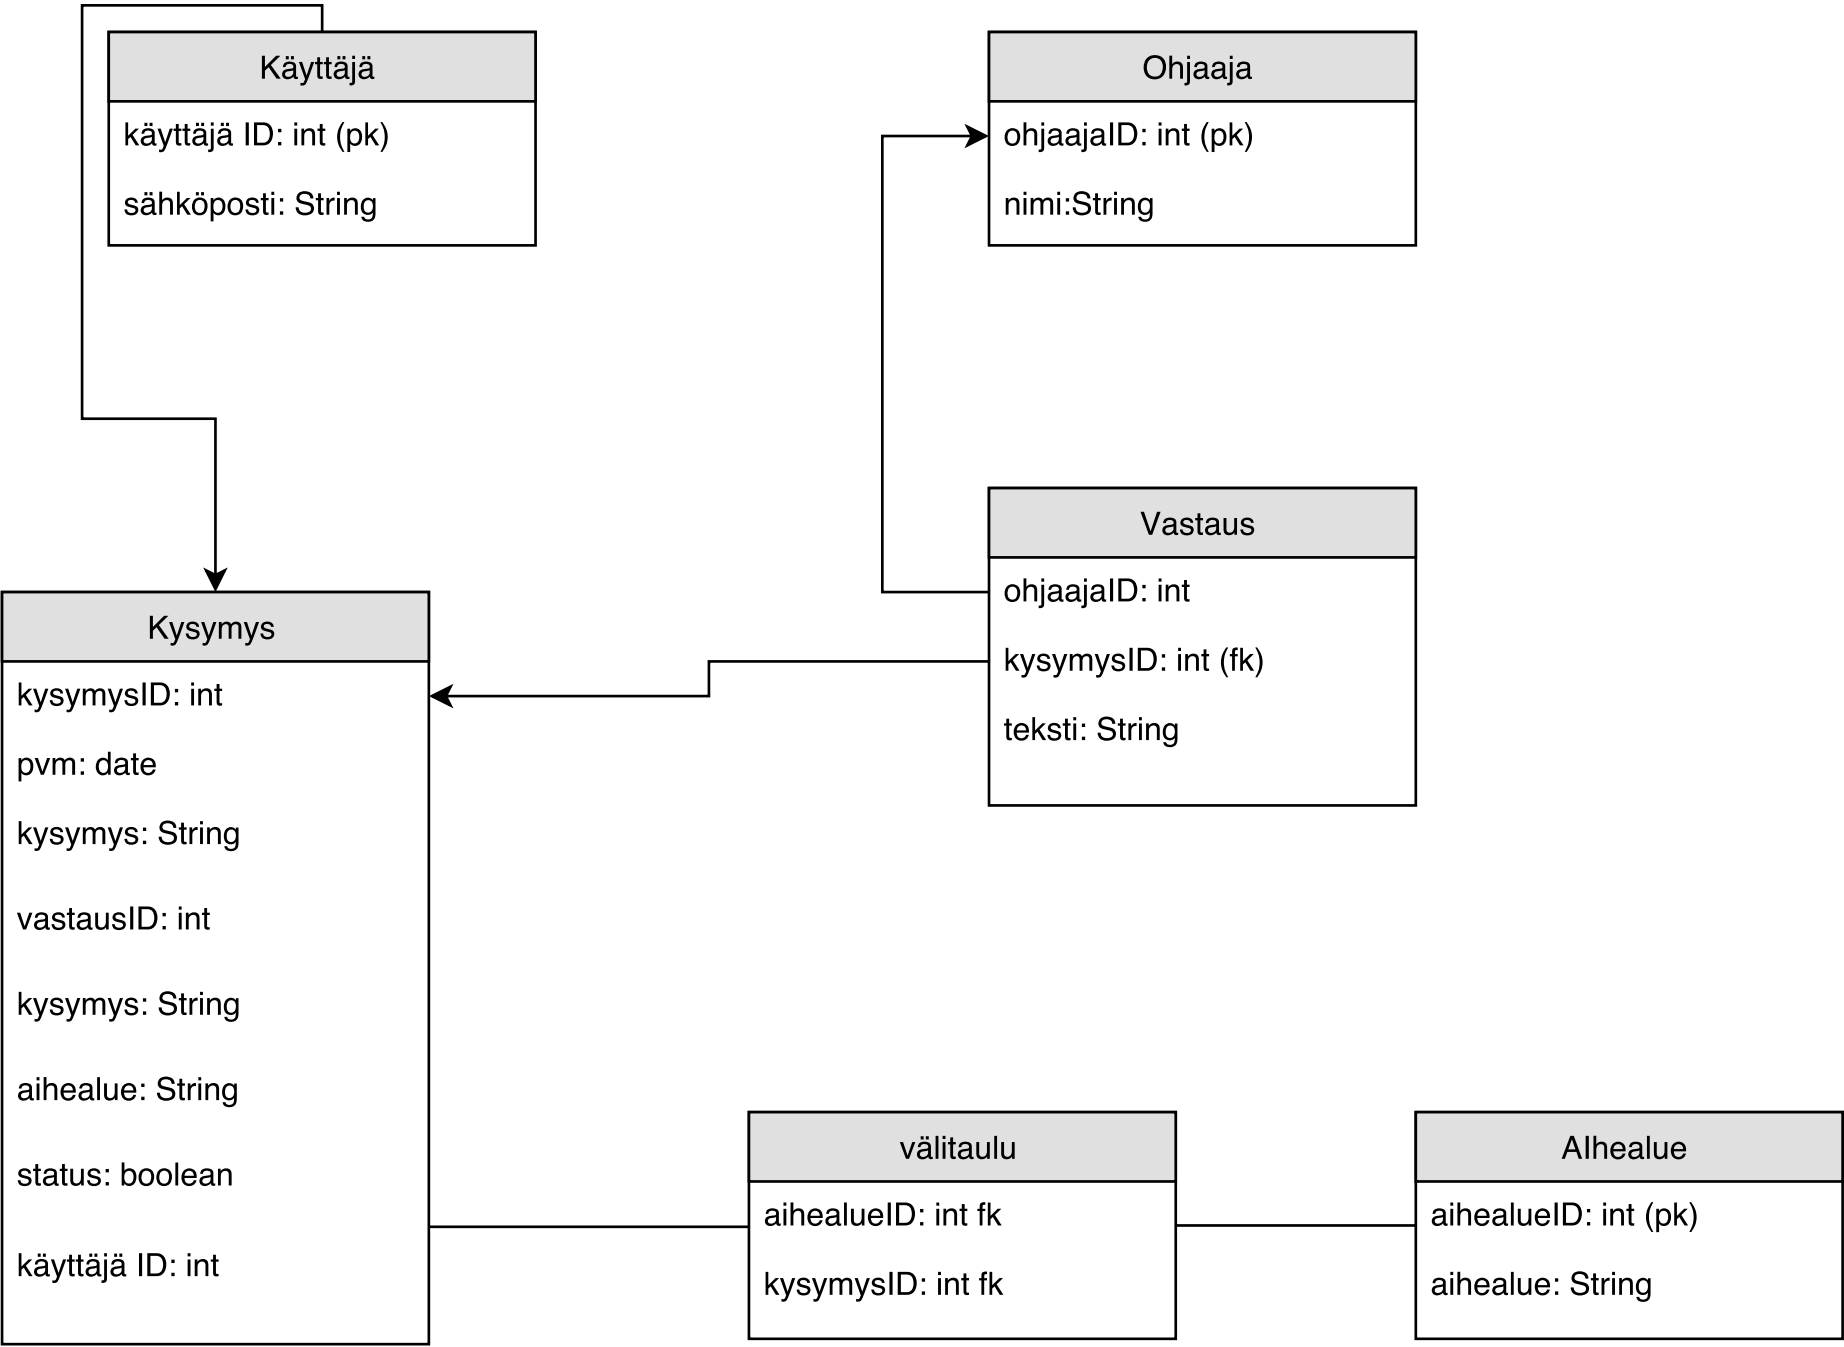 Käyttäjä
käyttäjä ID: int (pk)
sähköposti: String
Ohjaaja
ohjaajaID: int (pk)
nimi:String
Vastaus
ohjaajaID: int
kysymysID: int (fk)
teksti: String
Kysymys
kysymysID: int
pvm: date
kysymys: String
vastausID: int
kysymys: String
aihealue: String
status: boolean
käyttäjä ID: int
välitaulu
aihealueID: int fk
kysymysID: int fk
AIhealue
aihealueID: int (pk)
aihealue: String